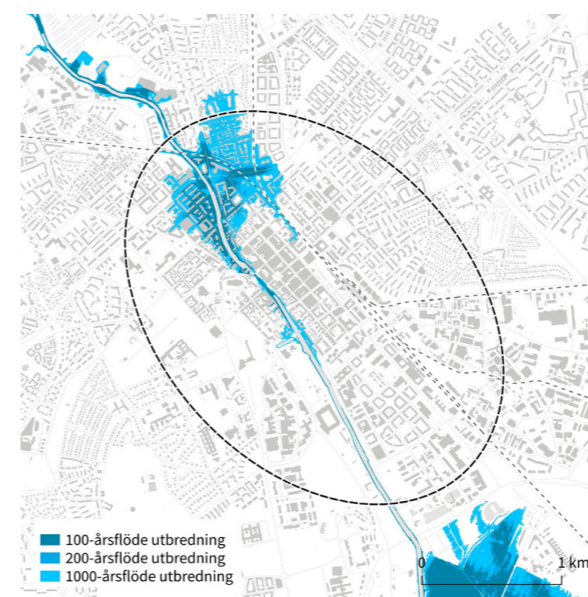 100-årsflöde utbredning
200-årsflöde utbredning
1000-årsflöde utbredning
0 1 km